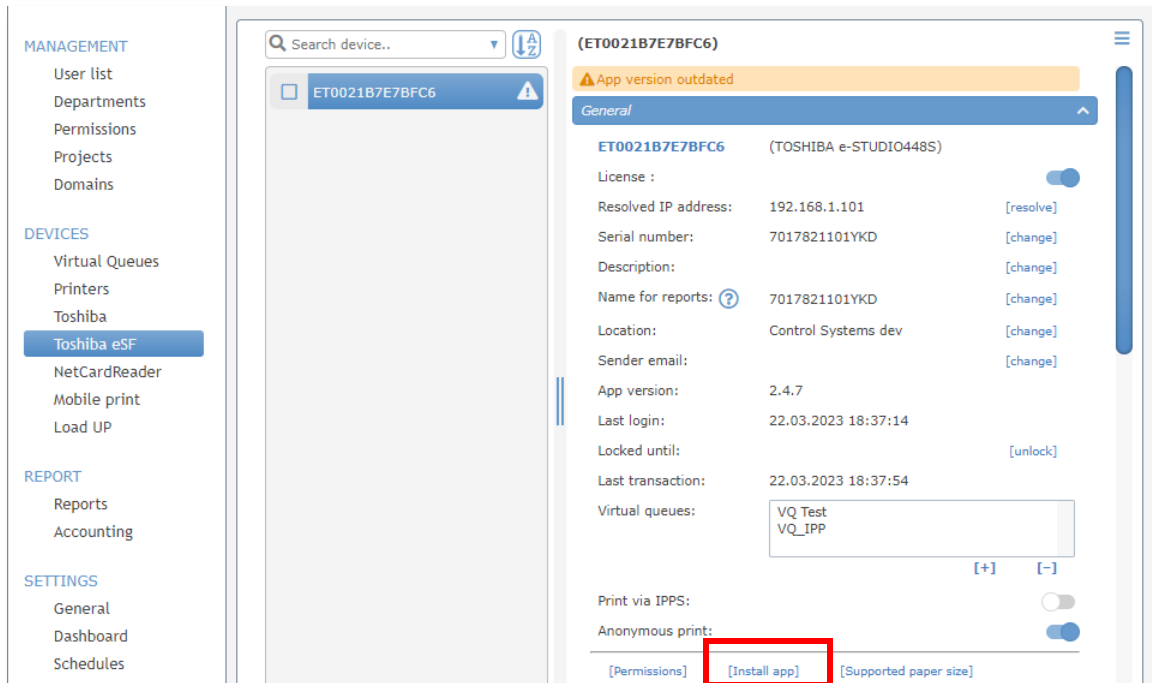 MANAGEMENT
User list
Departments
Permissions
Projects
Domains
DEVICES
Virtual Queues
Printers
Toshiba
Toshiba eSF
NetCardReader
Mobile print
Load UP
REPORT
Reports
Accounting
SETTINGS
General
Dashboard
Schedules
Search device..
A
Z
ET0021B7E7BFC6
(ET0021B7E7BFC6)
App version outdated
General
ET0021B7E7BFC6 (TOSHIBA e-STUDIO448S)
License :
Resolved IP address: 192.168.1.101 [resolve]
Serial number: 7017821101YKD [change]
Description: [change]
Name for reports: ? 7017821101YKD [change]
Location: Control Systems dev [change]
Sender email: [change]
App version: 2.4.7
Last login: 22.03.2023 18:37:14
Locked until: [unlock]
Last transaction: 22.03.2023 18:37:54
Virtual queues: VQ Test
VQ_IPP
[+] [-]
Print via IPPS:
Anonymous print:
[Permissions] [Install app] [Supported paper size]